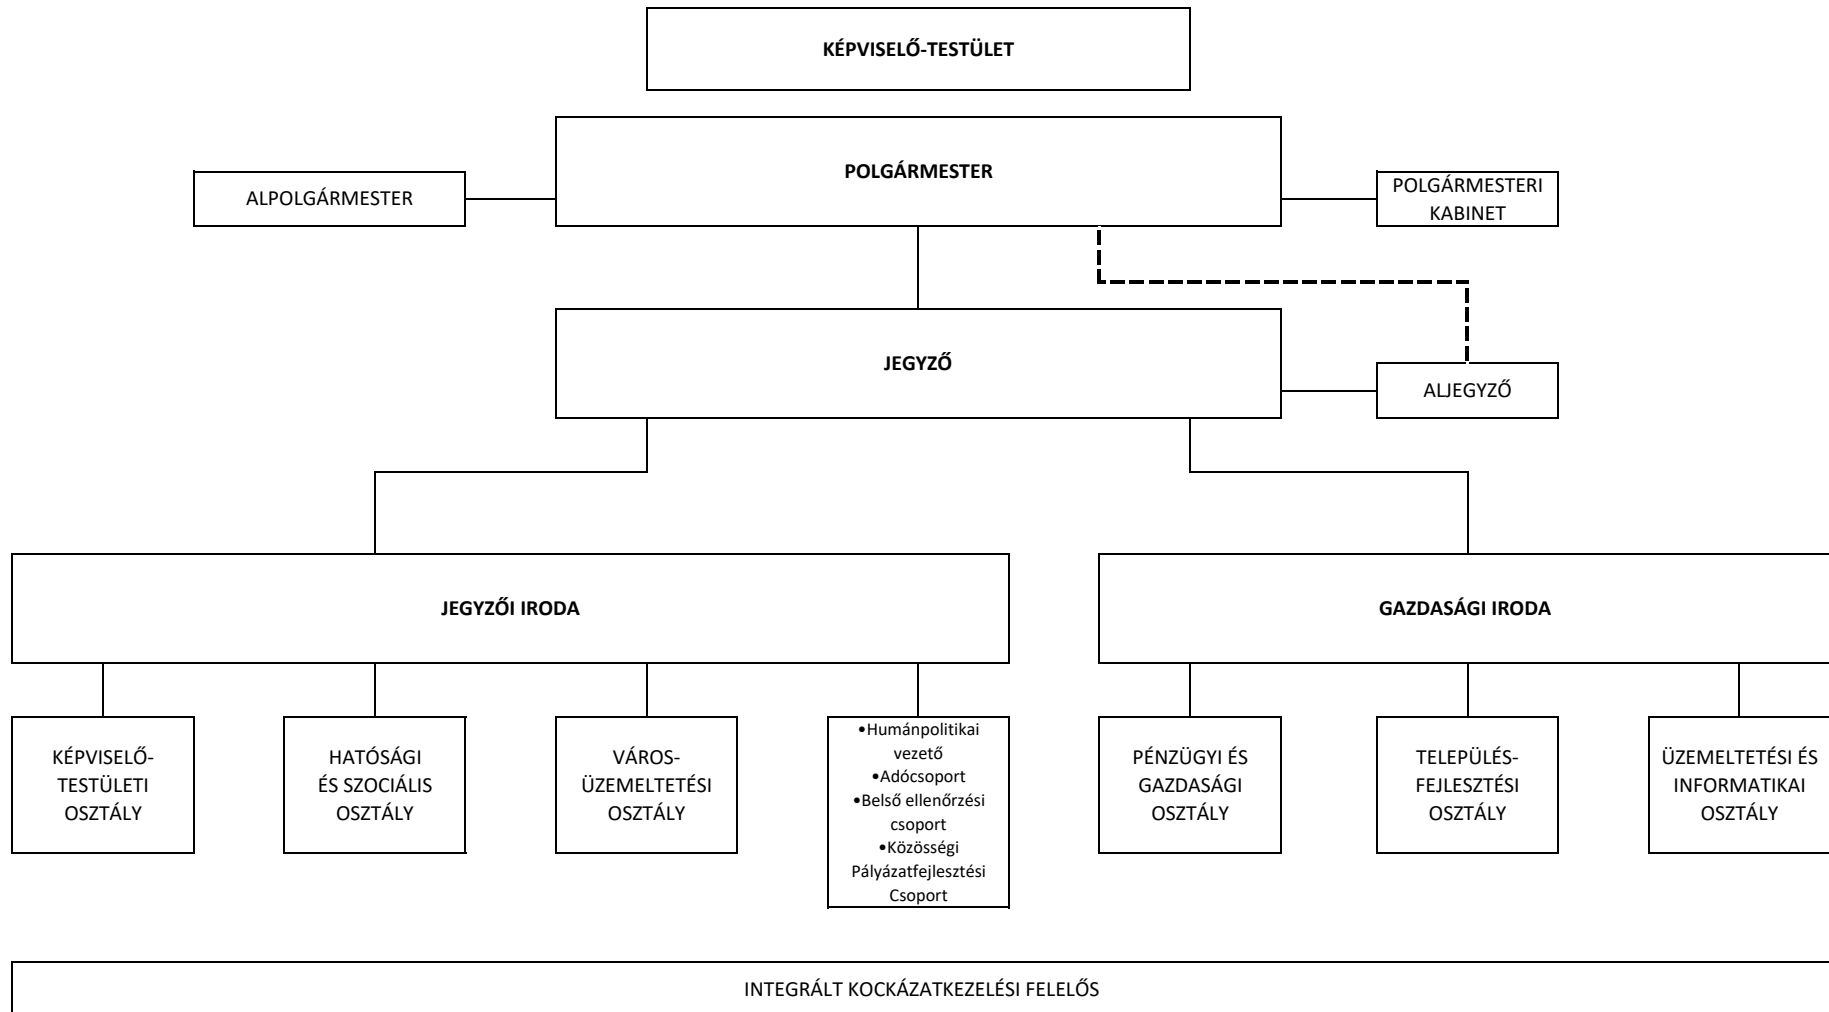 KÉPVISELŐ-TESTÜLET
POLGÁRMESTER
ALPOLGÁRMESTER
POLGÁRMESTERI
KABINET
JEGYZŐ
ALJEGYZŐ
JEGYZŐI IRODA
GAZDASÁGI IRODA
KÉPVISELŐ-
TESTÜLETI
OSZTÁLY
HATÓSÁGI
ÉS SZOCIÁLIS
OSZTÁLY
VÁROS-
ÜZEMELTETÉSI
OSZTÁLY
•Humánpolitikai
vezető
•Adócsoport
•Belső ellenőrzési
csoport
•Közösségi
Pályázatfejlesztési
Csoport
PÉNZÜGYI ÉS
GAZDASÁGI
OSZTÁLY
TELEPÜLÉS-
FEJLESZTÉSI
OSZTÁLY
ÜZEMELTETÉSI ÉS
INFORMATIKAI
OSZTÁLY
INTEGRÁLT KOCKÁZATKEZELÉSI FELELŐS